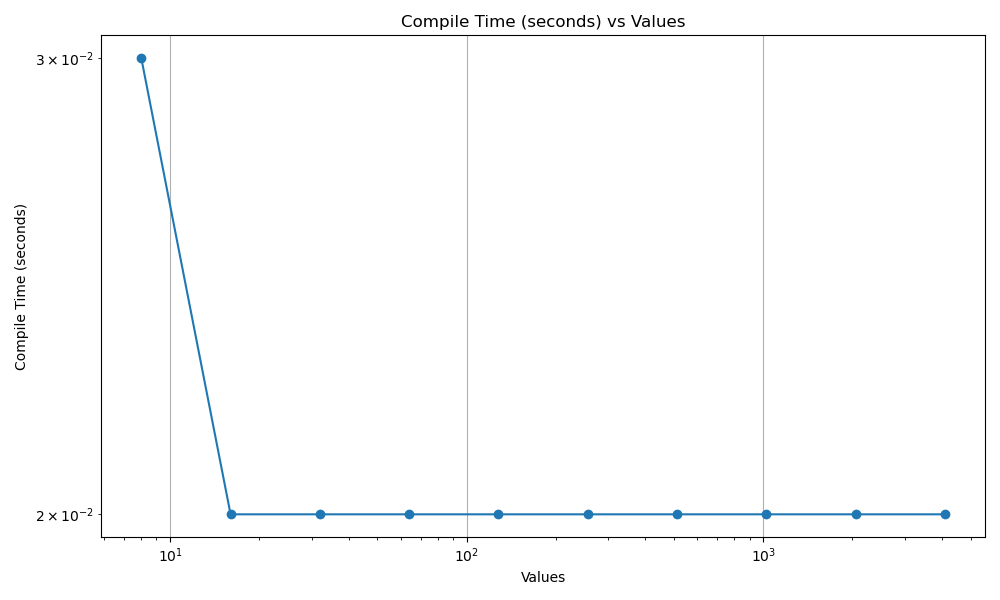 Compile Time (seconds) vs Values
Compile Time (seconds)
3 × 10⁻²
2 × 10⁻²
10¹
10²
10³
Values